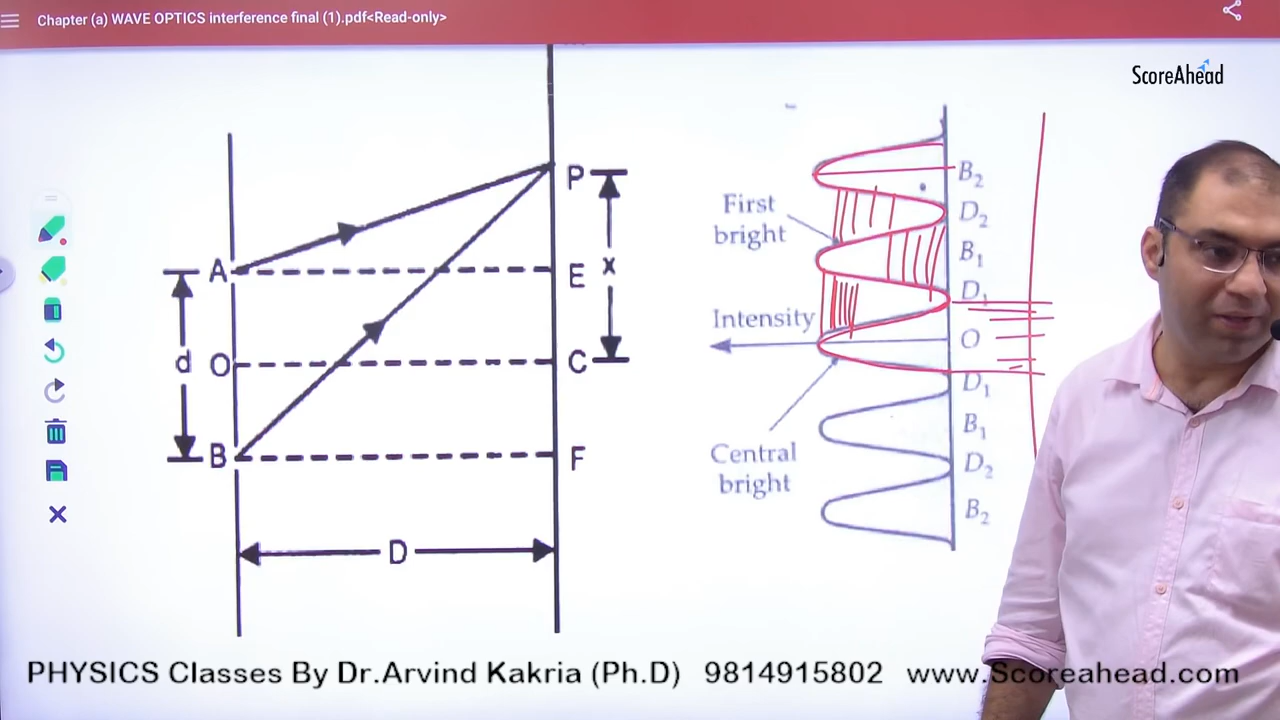 Chapter (a) WAVE OPTICS interference final (1).pdf<Read-only>
ScoreAhead
P
A
E
x
d
O
C
B
F
D
First
bright
Intensity
Central
bright
B₂
D₂
B₁
D₁
O
D₁
B₁
D₂
B₂
PHYSICS Classes By Dr.Arvind Kakria (Ph.D) 9814915802 www.Scoreahead.com